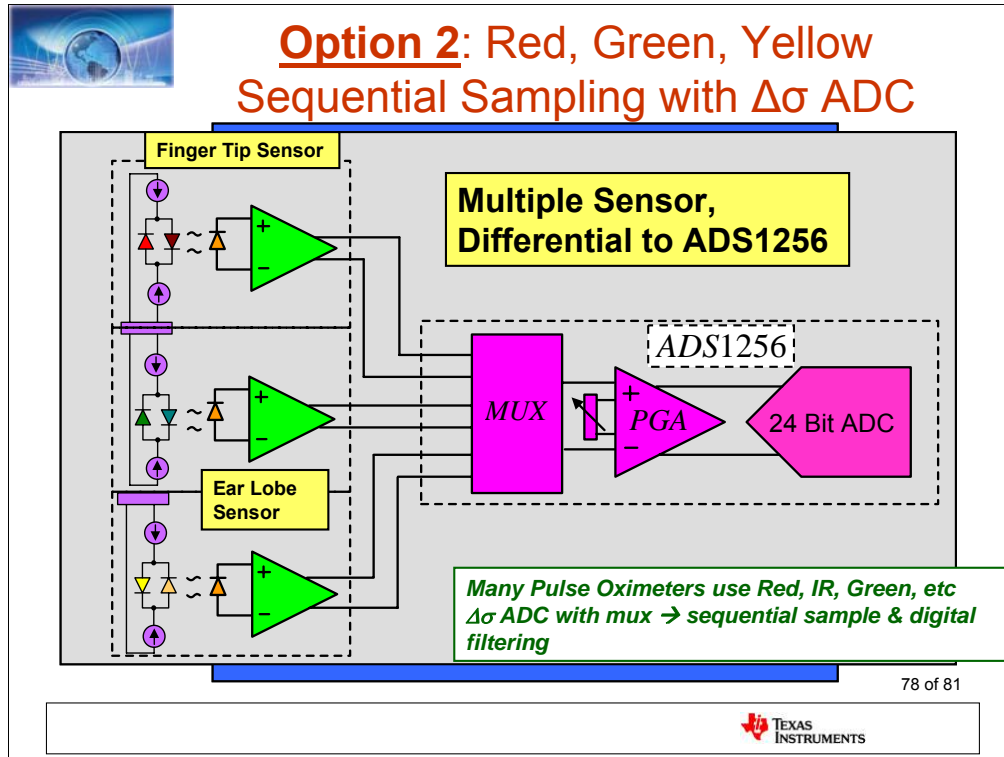 Option 2: Red, Green, Yellow
Sequential Sampling with Δσ ADC
Finger Tip Sensor
Multiple Sensor,
Differential to ADS1256
+
−
ADS1256
+
−
MUX
+
PGA
−
24 Bit ADC
Ear Lobe
Sensor
+
−
Many Pulse Oximeters use Red, IR, Green, etc
Δσ ADC with mux → sequential sample & digital
filtering
78 of 81
TEXAS
INSTRUMENTS